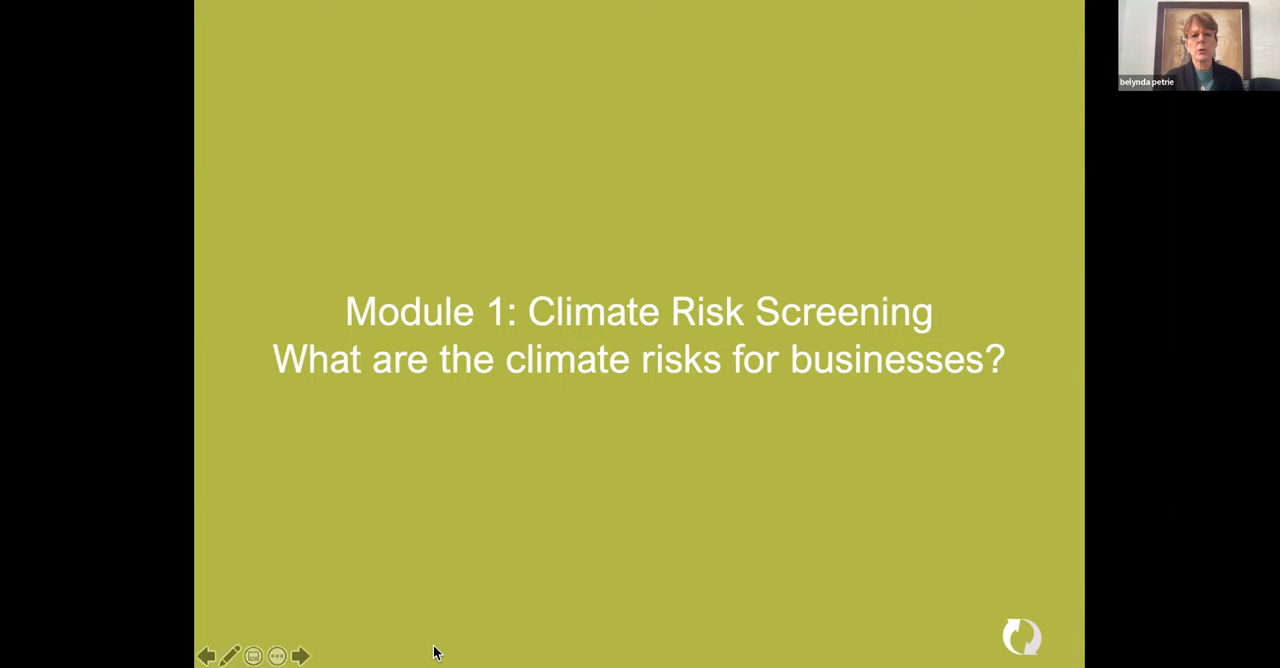 Module 1: Climate Risk Screening
What are the climate risks for businesses?
belynda petrie